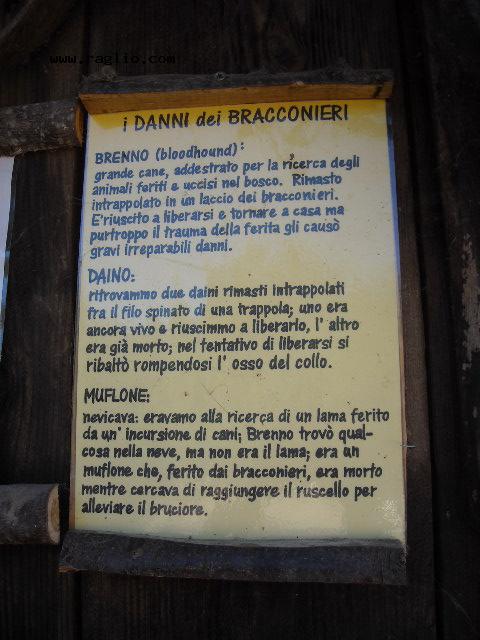 www.raglio.com
i DANNI dei BRACCONIERI
BRENNO (bloodhound):
grande cane, addestrato per la ricerca degli
animali feriti e uccisi nel bosco. Rimasto
intrappolato in un laccio dei bracconieri.
E'riuscito a liberarsi e tornare a casa ma
purtroppo il trauma della ferita gli causò
gravi irreparabili danni.
DAINO:
ritrovammo due daini rimasti intrappolati
fra il filo spinato di una trappola; uno era
ancora vivo e riuscimmo a liberarlo, l' altro
era già morto; nel tentativo di liberarsi si
ribaltò rompendosi l' osso del collo.
MUFLONE:
nevicava: eravamo alla ricerca di un lama ferito
da un' incursione di cani; Brenno trovò qual-
cosa nella neve, ma non era il lama; era un
muflone che, ferito dai bracconieri, era morto
mentre cercava di raggiungere il ruscello per
alleviare il bruciore.